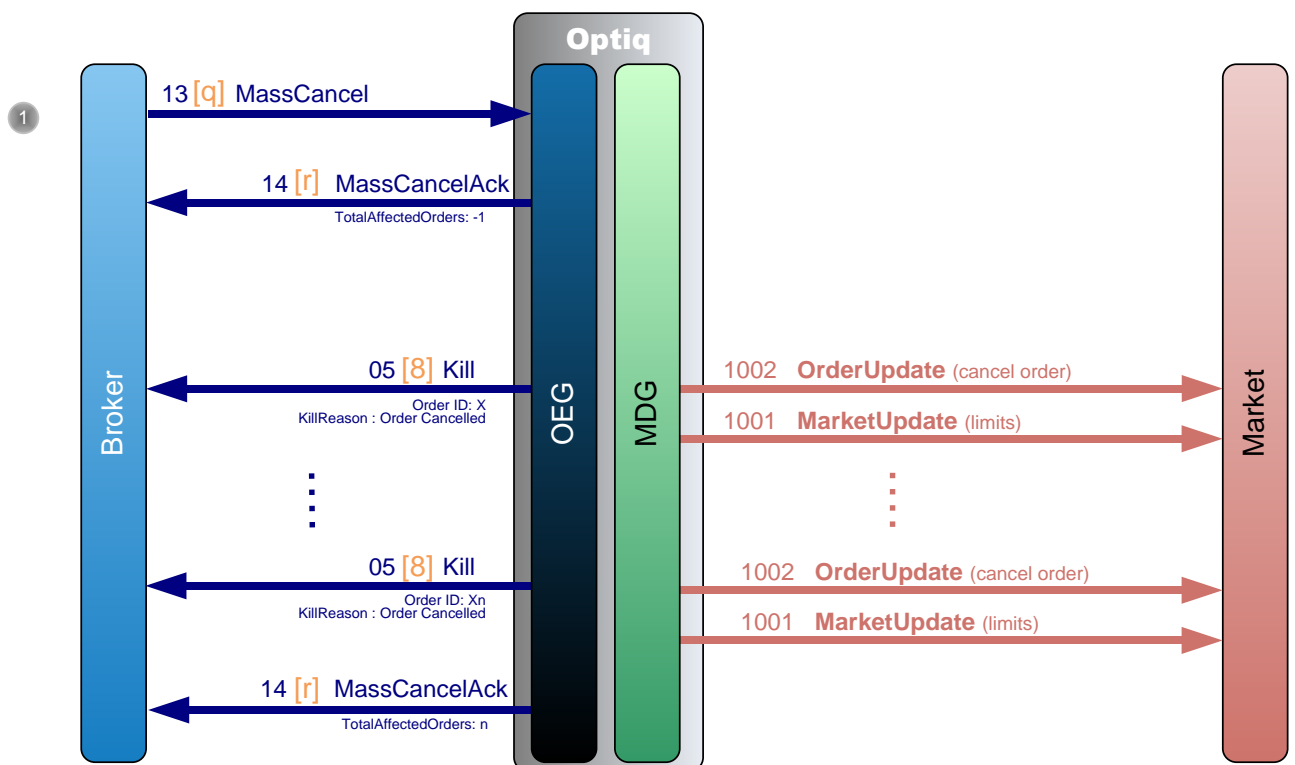 Optiq
1
13 [q] MassCancel
14 [r] MassCancelAck
TotalAffectedOrders: -1
Broker
OEG
MDG
Market
05 [8] Kill
Order ID: X
KillReason : Order Cancelled
1002 OrderUpdate (cancel order)
1001 MarketUpdate (limits)
05 [8] Kill
Order ID: Xn
KillReason : Order Cancelled
1002 OrderUpdate (cancel order)
1001 MarketUpdate (limits)
14 [r] MassCancelAck
TotalAffectedOrders: n